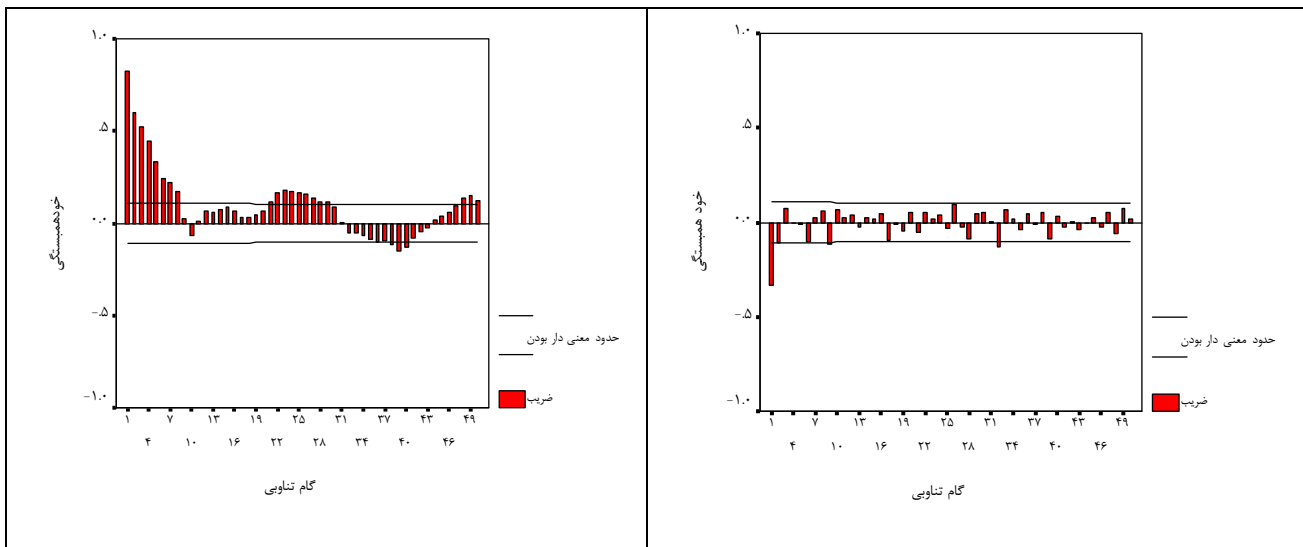 ۱.۰
.۵
۰.۰
-.۵
-۱.۰
خودهمبستگی
۱ ۷ ۱۳ ۱۹ ۲۵ ۳۱ ۳۷ ۴۳ ۴۹
۴ ۱۰ ۱۶ ۲۲ ۲۸ ۳۴ ۴۰ ۴۶
گام تناوبی
حدود معنی دار بودن
ضریب
۱.۰
.۵
۰.۰
-.۵
-۱.۰
خود همبستگی
۱ ۷ ۱۳ ۱۹ ۲۵ ۳۱ ۳۷ ۴۳ ۴۹
۴ ۱۰ ۱۶ ۲۲ ۲۸ ۳۴ ۴۰ ۴۶
گام تناوبی
حدود معنی دار بودن
ضریب